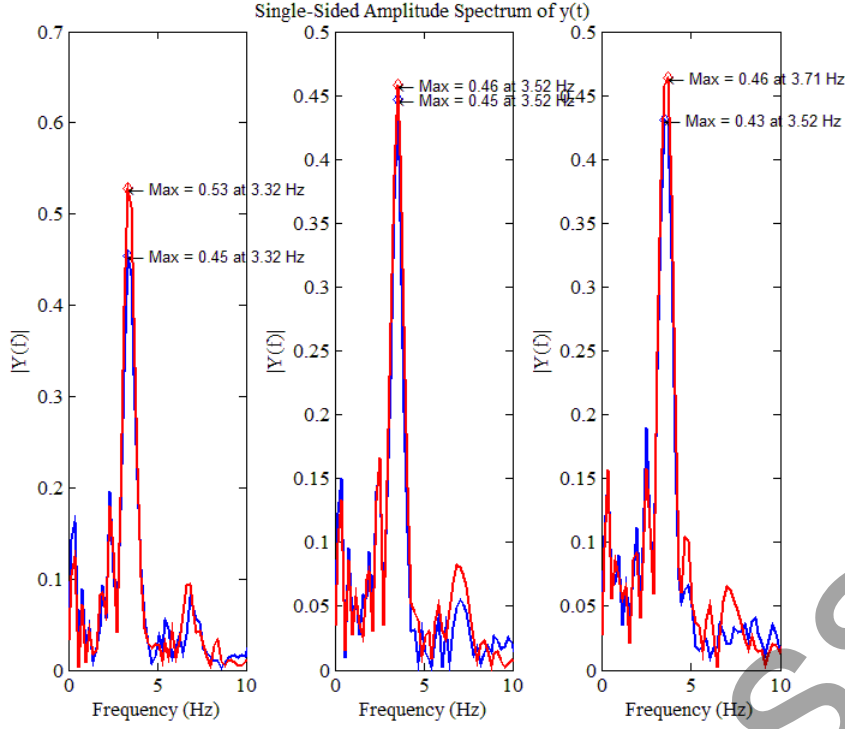 Single-Sided Amplitude Spectrum of y(t)
0.7
0.6
0.5
0.4
0.3
0.2
0.1
0
|Y(f)|
Max = 0.53 at 3.32 Hz
Max = 0.45 at 3.32 Hz
0 5 10
Frequency (Hz)
0.5
0.45
0.4
0.35
0.3
0.25
0.2
0.15
0.1
0.05
0
|Y(f)|
Max = 0.46 at 3.52 Hz
Max = 0.45 at 3.52 Hz
0 5 10
Frequency (Hz)
0.5
0.45
0.4
0.35
0.3
0.25
0.2
0.15
0.1
0.05
0
|Y(f)|
Max = 0.46 at 3.71 Hz
Max = 0.43 at 3.52 Hz
0 5 10
Frequency (Hz)